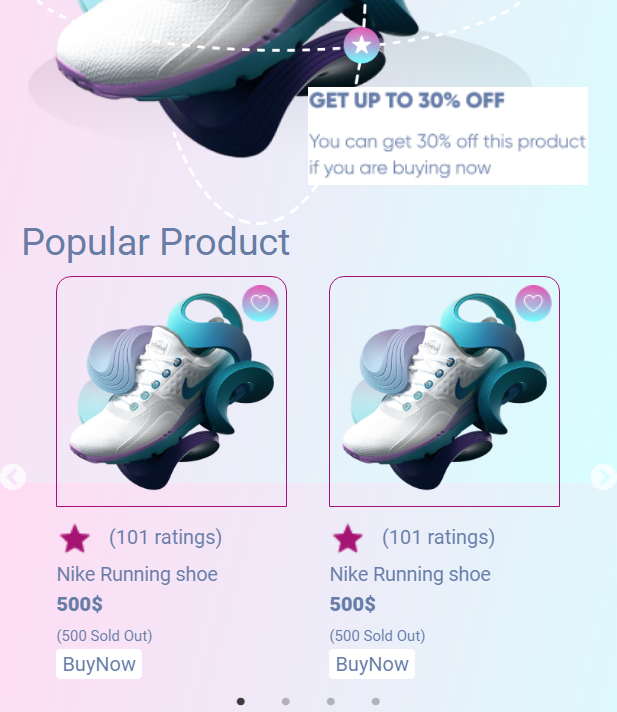 GET UP TO 30% OFF
You can get 30% off this product
if you are buying now
Popular Product
(101 ratings)
Nike Running shoe
500$
(500 Sold Out)
BuyNow
(101 ratings)
Nike Running shoe
500$
(500 Sold Out)
BuyNow